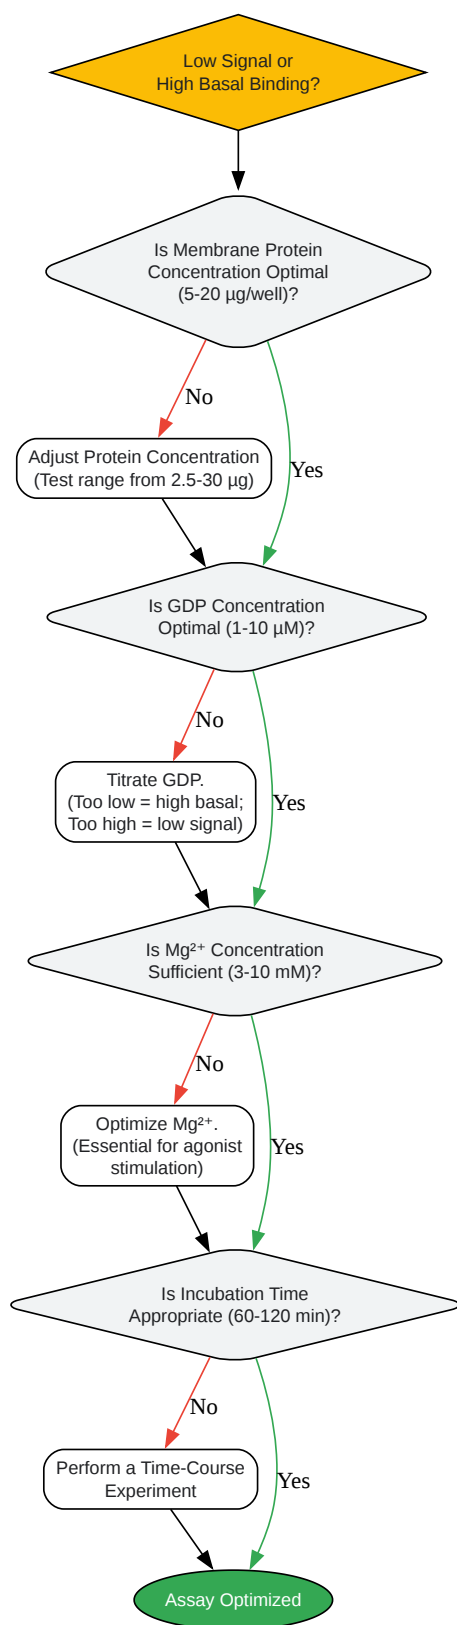 Low Signal or
High Basal Binding?
Is Membrane Protein
Concentration Optimal
(5-20 µg/well)?
No
Adjust Protein Concentration
(Test range from 2.5-30 µg)
Yes
Is GDP Concentration
Optimal (1-10 µM)?
No
Titrate GDP.
(Too low = high basal;
Too high = low signal)
Yes
Is Mg²⁺ Concentration
Sufficient (3-10 mM)?
No
Optimize Mg²⁺.
(Essential for agonist
stimulation)
Yes
Is Incubation Time
Appropriate (60-120 min)?
No
Perform a Time-Course
Experiment
Yes
Assay Optimized